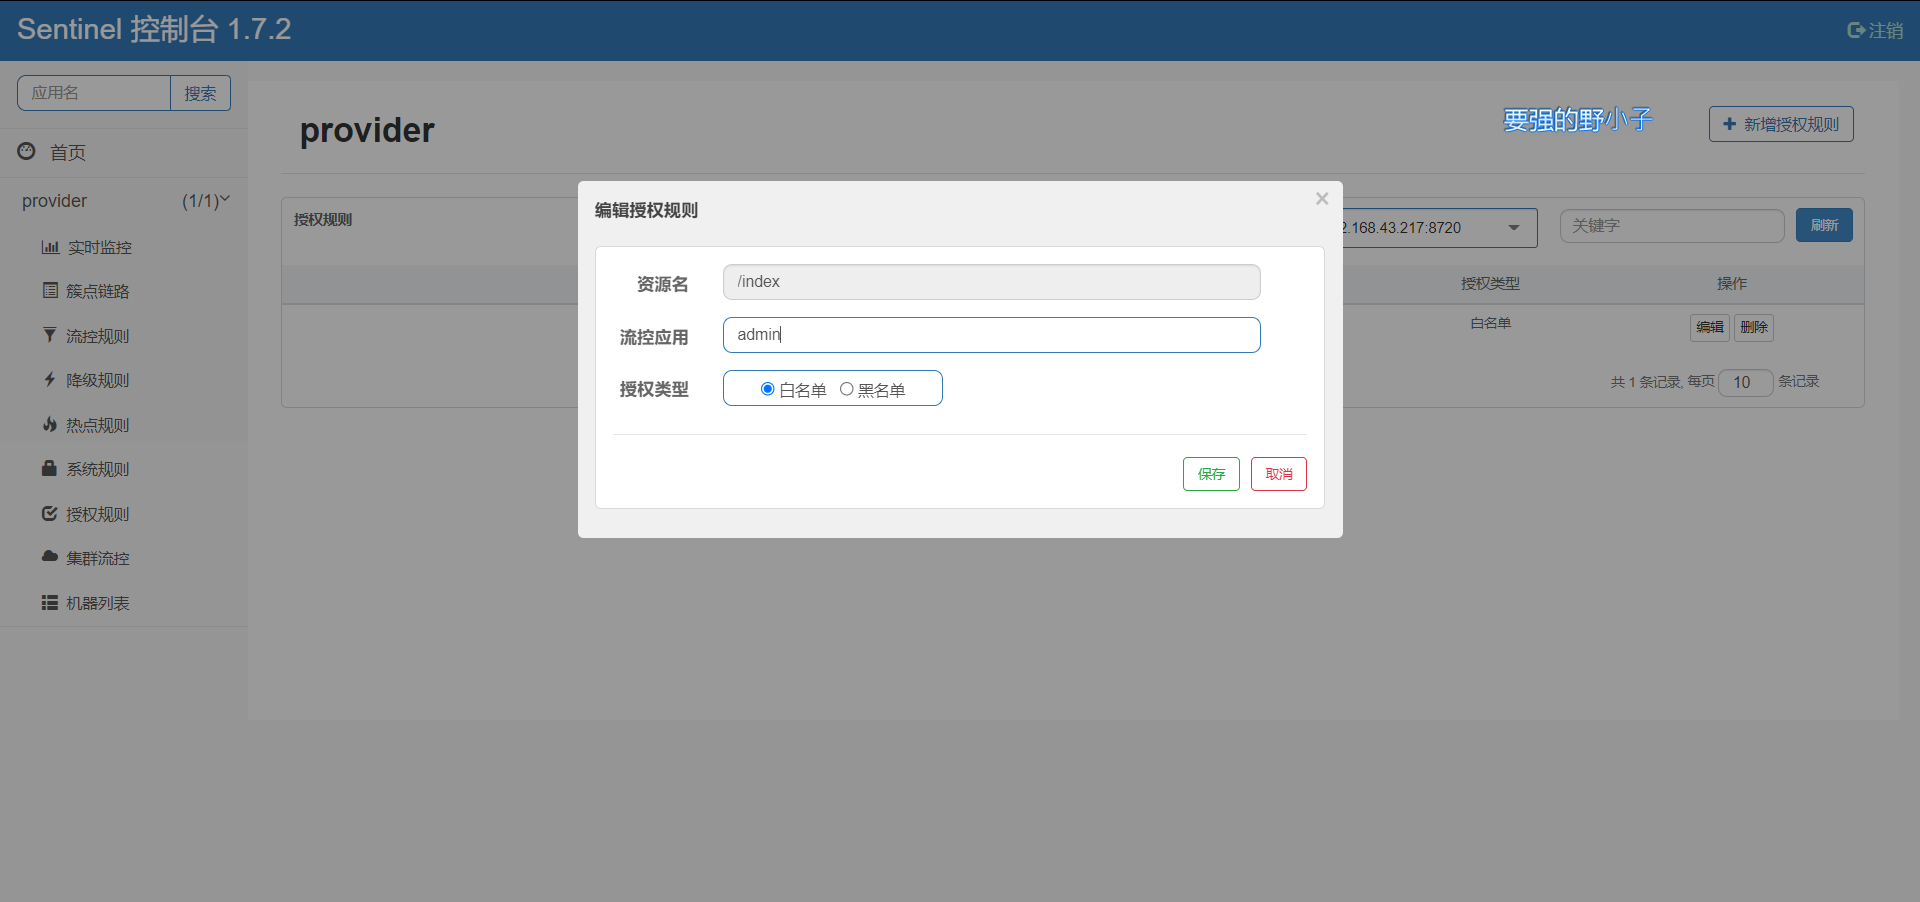 Sentinel 控制台 1.7.2
注销
应用名
搜索
首页
provider (1/1)
实时监控
簇点链路
流控规则
降级规则
热点规则
系统规则
授权规则
集群流控
机器列表
provider
要强的野小子
新增授权规则
授权规则
2.168.43.217:8720
关键字
刷新
授权类型
操作
白名单
编辑
删除
共 1 条记录, 每页 10 条记录
编辑授权规则
×
资源名
/index
流控应用
admin
授权类型
白名单
黑名单
保存
取消